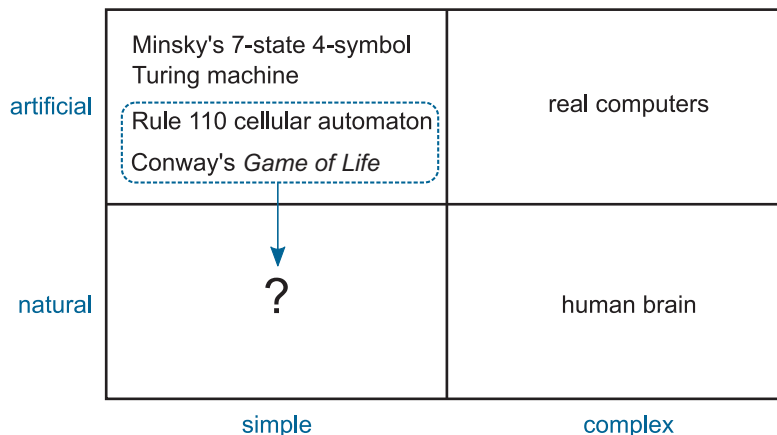 Minsky's 7-state 4-symbol
Turing machine
artificial
Rule 110 cellular automaton
real computers
Conway's Game of Life
natural
?
human brain
simple
complex